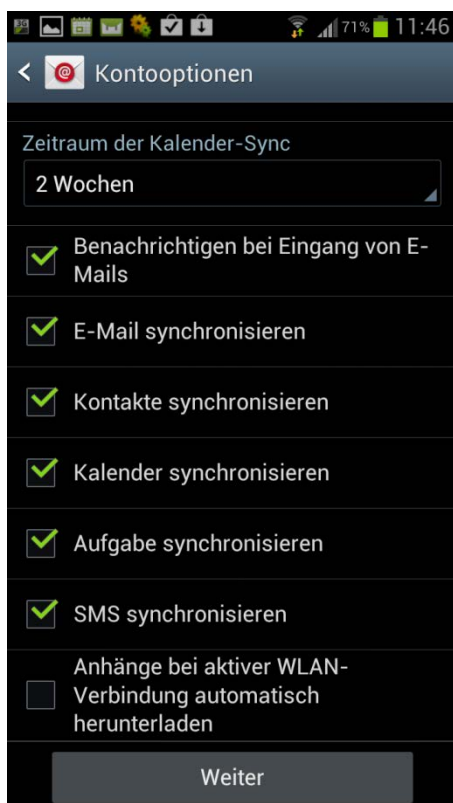 3G
71% 11:46
Kontooptionen
Zeitraum der Kalender-Sync
2 Wochen
Benachrichtigen bei Eingang von E-
Mails
E-Mail synchronisieren
Kontakte synchronisieren
Kalender synchronisieren
Aufgabe synchronisieren
SMS synchronisieren
Anhänge bei aktiver WLAN-
Verbindung automatisch
herunterladen
Weiter